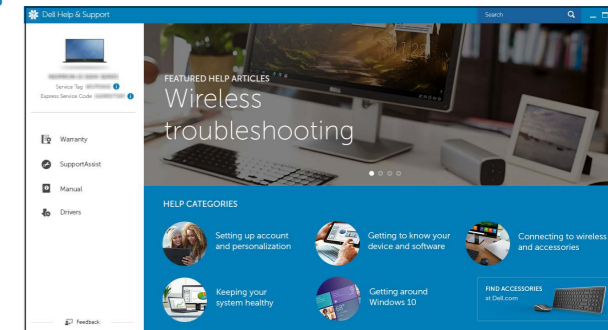 Dell Help & Support
Search
Service Tag:
Express Service Code:
Warranty
SupportAssist
Manual
Drivers
Feedback
FEATURED HELP ARTICLES
Wireless
troubleshooting
HELP CATEGORIES
Setting up account
and personalization
Getting to know your
device and software
Connecting to wireless
and accessories
Keeping your
system healthy
Getting around
Windows 10
FIND ACCESSORIES
at Dell.com